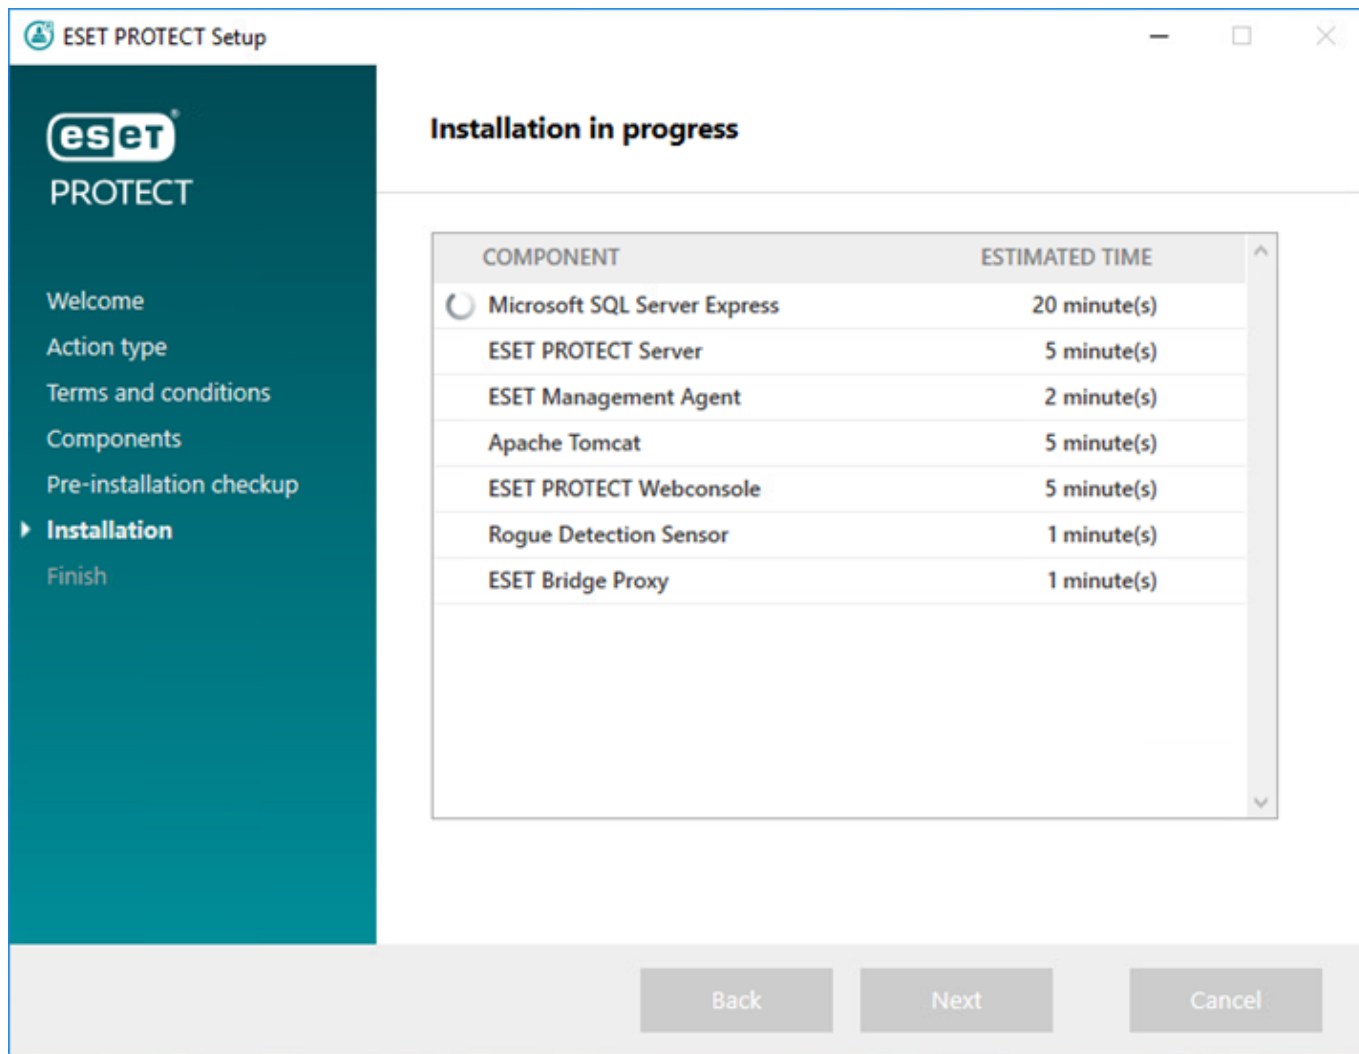 ESET PROTECT Setup
eseT®
PROTECT
Welcome
Action type
Terms and conditions
Components
Pre-installation checkup
Installation
Finish
Installation in progress
COMPONENT ESTIMATED TIME
Microsoft SQL Server Express 20 minute(s)
ESET PROTECT Server 5 minute(s)
ESET Management Agent 2 minute(s)
Apache Tomcat 5 minute(s)
ESET PROTECT Webconsole 5 minute(s)
Rogue Detection Sensor 1 minute(s)
ESET Bridge Proxy 1 minute(s)
Back Next Cancel